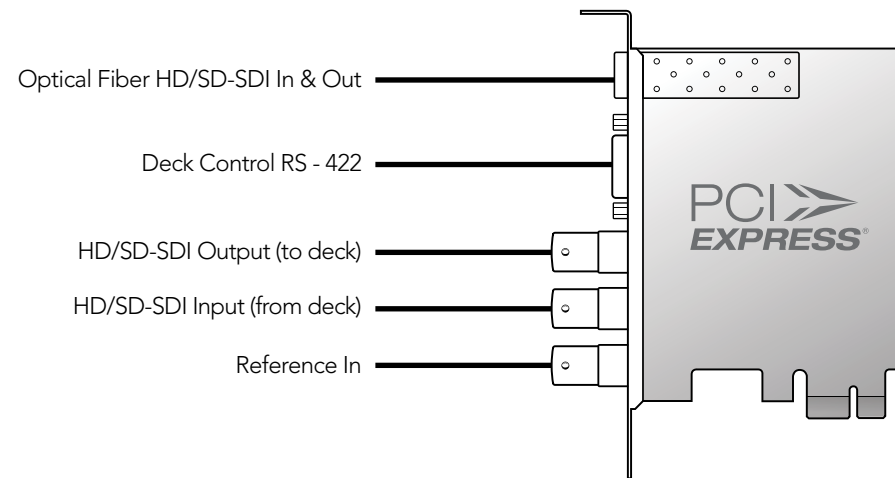 Optical Fiber HD/SD-SDI In & Out
Deck Control RS - 422
HD/SD-SDI Output (to deck)
HD/SD-SDI Input (from deck)
Reference In
PCI
EXPRESS®